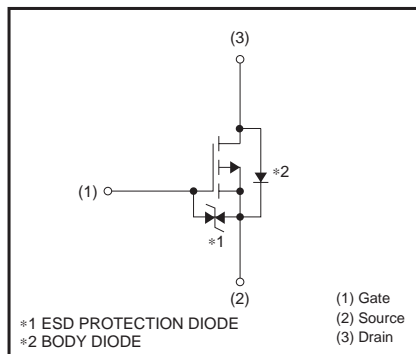 (3)
∗2
(1)
∗1
(2)
∗1 ESD PROTECTION DIODE
∗2 BODY DIODE
(1) Gate
(2) Source
(3) Drain